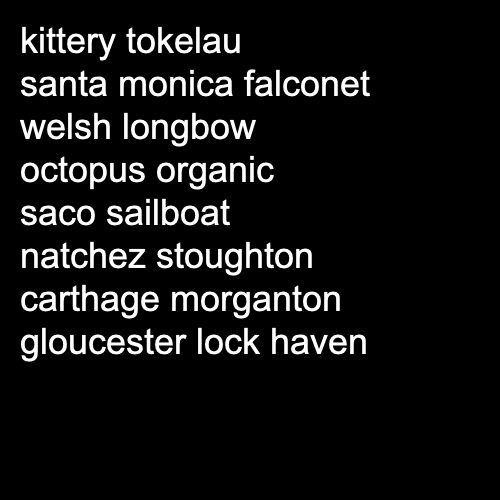 kittery tokelau
santa monica falconet
welsh longbow
octopus organic
saco sailboat
natchez stoughton
carthage morganton
gloucester lock haven